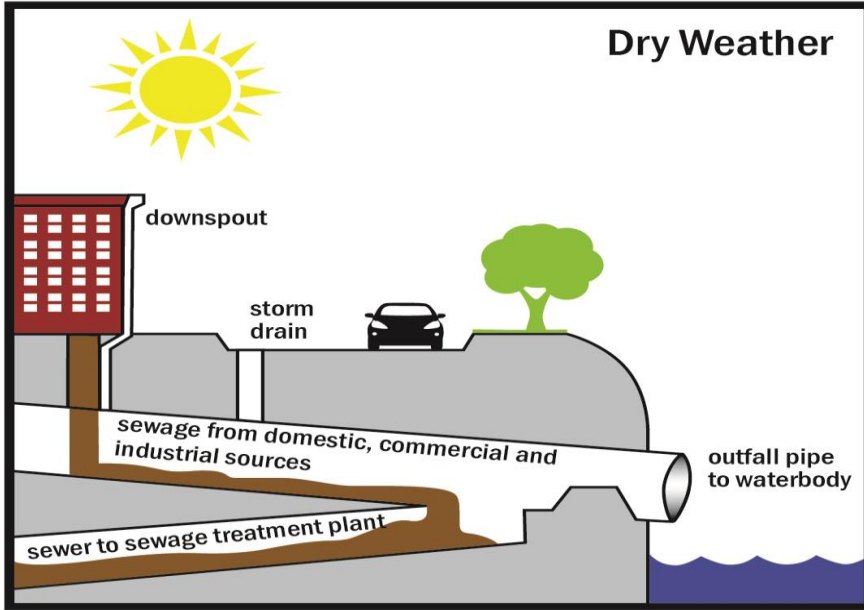 Dry Weather
downspout
storm
drain
sewage from domestic, commercial and
industrial sources
outfall pipe
to waterbody
sewer to sewage treatment plant